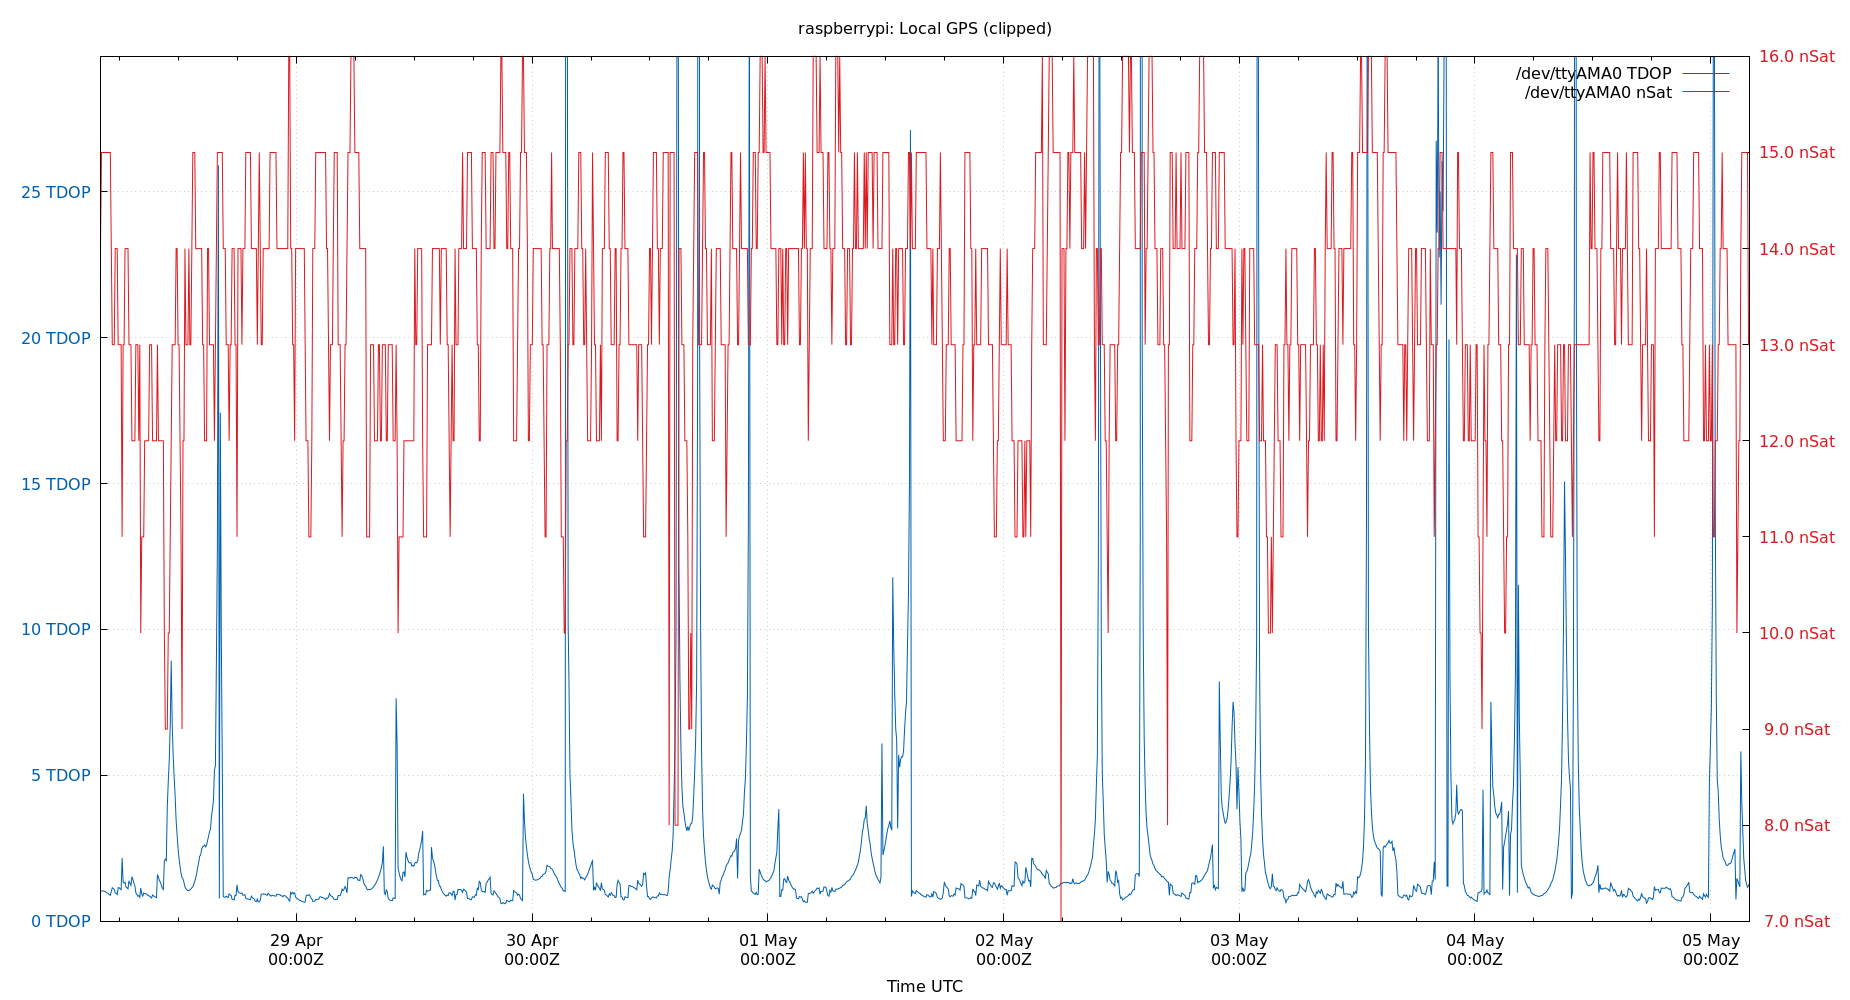 raspberrypi: Local GPS (clipped)
/dev/ttyAMA0 TDOP
/dev/ttyAMA0 nSat
25 TDOP
20 TDOP
15 TDOP
10 TDOP
5 TDOP
0 TDOP
16.0 nSat
15.0 nSat
14.0 nSat
13.0 nSat
12.0 nSat
11.0 nSat
10.0 nSat
9.0 nSat
8.0 nSat
7.0 nSat
29 Apr 30 Apr 01 May 02 May 03 May 04 May 05 May
00:00Z 00:00Z 00:00Z 00:00Z 00:00Z 00:00Z 00:00Z
Time UTC